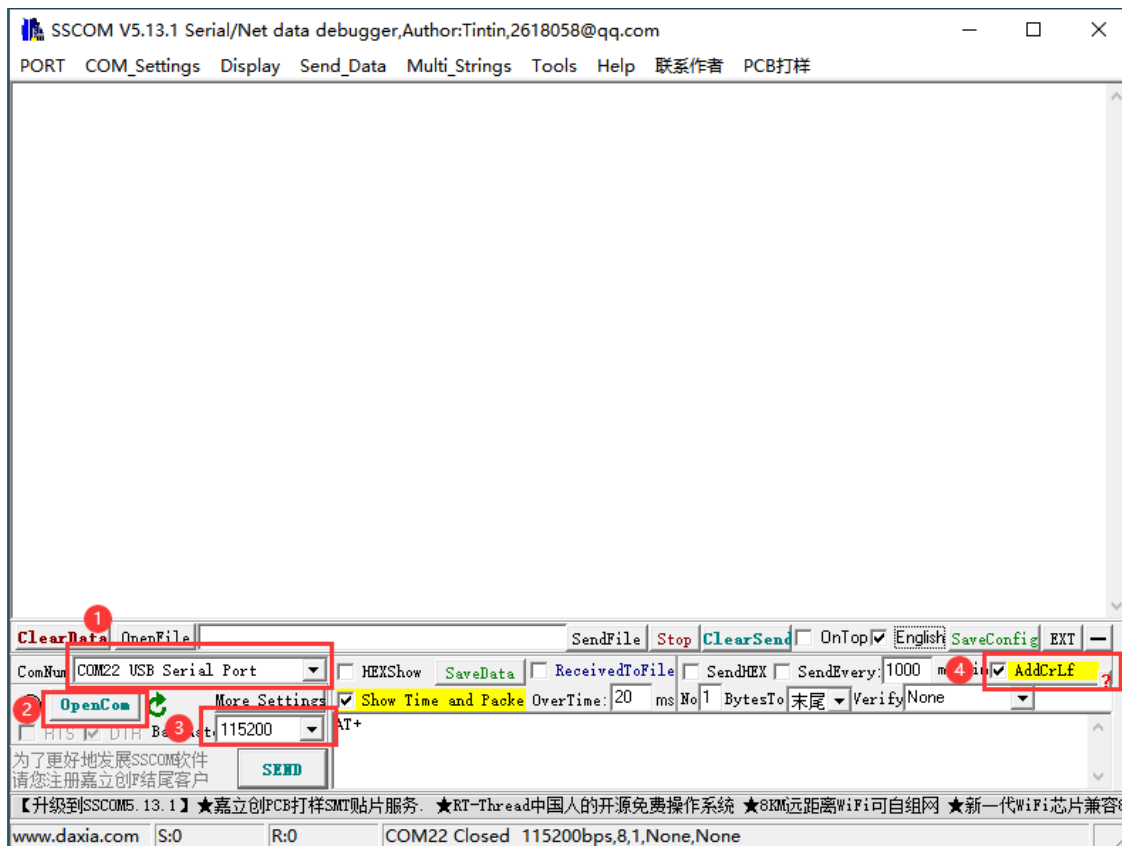 SSCOM V5.13.1 Serial/Net data debugger,Author:Tintin,2618058@qq.com
PORT COM_Settings Display Send_Data Multi_Strings Tools Help 联系作者 PCB打样
1
ClearData OpenFile SendFile Stop ClearSend OnTop English SaveConfig EXT
ComNum COM22 USB Serial Port HEXShow SaveData ReceivedToFile SendHEX SendEvery: 1000 4 AddCrLf ?
2 OpenCom More Settings Show Time and Packe OverTime: 20 ms No 1 BytesTo 末尾 Verify None
RTS DTR 3 115200 AT+
为了更好地发展SSCOM软件
请您注册嘉立创F结尾客户 SEND
【升级到SSCOM5.13.1】★嘉立创PCB打样SMT贴片服务. ★RT-Thread中国人的开源免费操作系统 ★8KM远距离WiFi可自组网 ★新一代WiFi芯片兼容
www.daxia.com S:0 R:0 COM22 Closed 115200bps,8,1,None,None